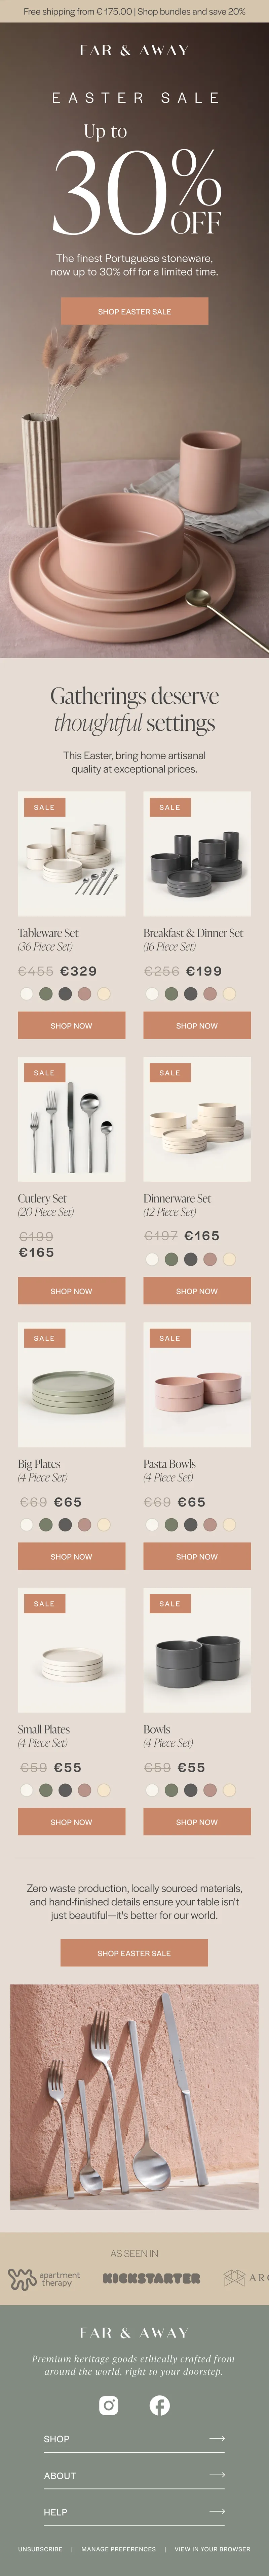 Free shipping from € 175.00 | Shop bundles and save 20%
FAR & AWAY
EASTER SALE
Up to
30% OFF
The finest Portuguese stoneware,
now up to 30% off for a limited time.
SHOP EASTER SALE
Gatherings deserve
thoughtful settings
This Easter, bring home artisanal
quality at exceptional prices.
SALE
SALE
Tableware Set
(36 Piece Set)
€455 €329
SHOP NOW
Breakfast & Dinner Set
(16 Piece Set)
€256 €199
SHOP NOW
SALE
SALE
Cutlery Set
(20 Piece Set)
€199
€165
SHOP NOW
Dinnerware Set
(12 Piece Set)
€197 €165
SHOP NOW
SALE
SALE
Big Plates
(4 Piece Set)
€69 €65
SHOP NOW
Pasta Bowls
(4 Piece Set)
€69 €65
SHOP NOW
SALE
SALE
Small Plates
(4 Piece Set)
€59 €55
SHOP NOW
Bowls
(4 Piece Set)
€59 €55
SHOP NOW
Zero waste production, locally sourced materials,
and hand-finished details ensure your table isn't
just beautiful—it's better for our world.
SHOP EASTER SALE
AS SEEN IN
apartment
therapy
KICKSTARTER
FAR & AWAY
Premium heritage goods ethically crafted from
around the world, right to your doorstep.
SHOP
ABOUT
HELP
UNSUBSCRIBE | MANAGE PREFERENCES | VIEW IN YOUR BROWSER